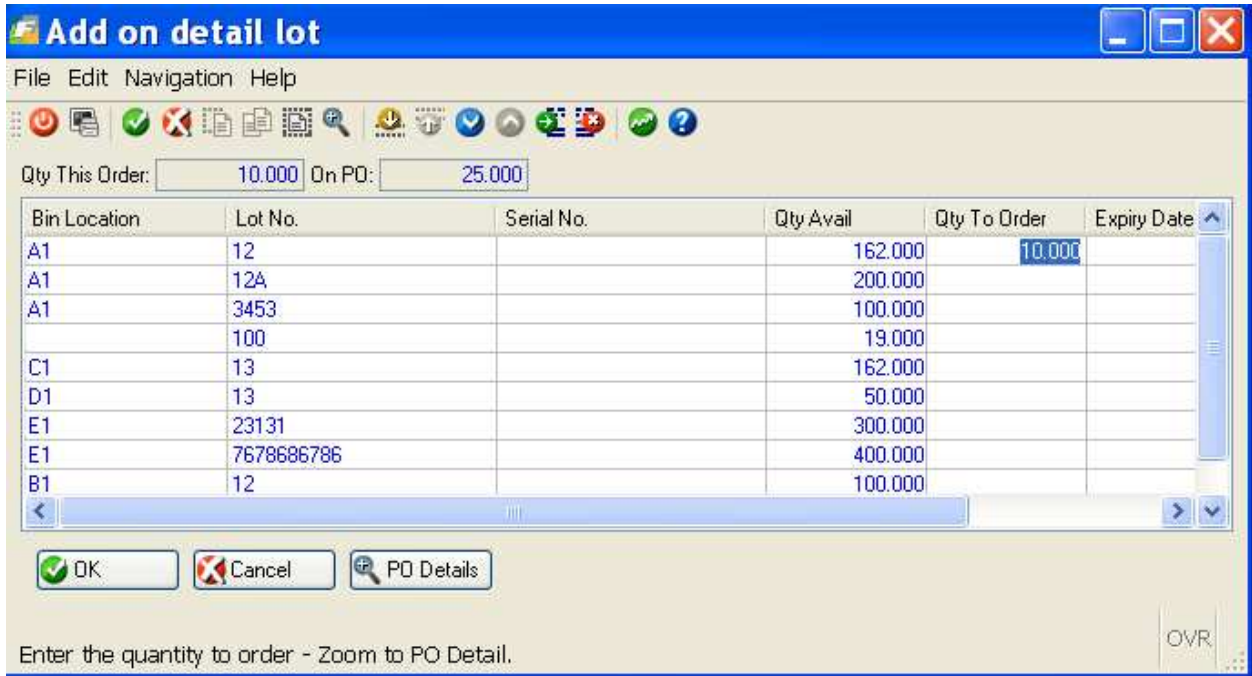 Add on detail lot
File Edit Navigation Help
Qty This Order: 10.000 On PO: 25.000
Bin Location Lot No. Serial No. Qty Avail Qty To Order Expiry Date
A1 12 162.000 10.000
A1 12A 200.000
A1 3453 100.000
100 19.000
C1 13 162.000
D1 13 50.000
E1 23131 300.000
E1 7678686786 400.000
B1 12 100.000
OK Cancel PO Details
OVR
Enter the quantity to order - Zoom to PO Detail.